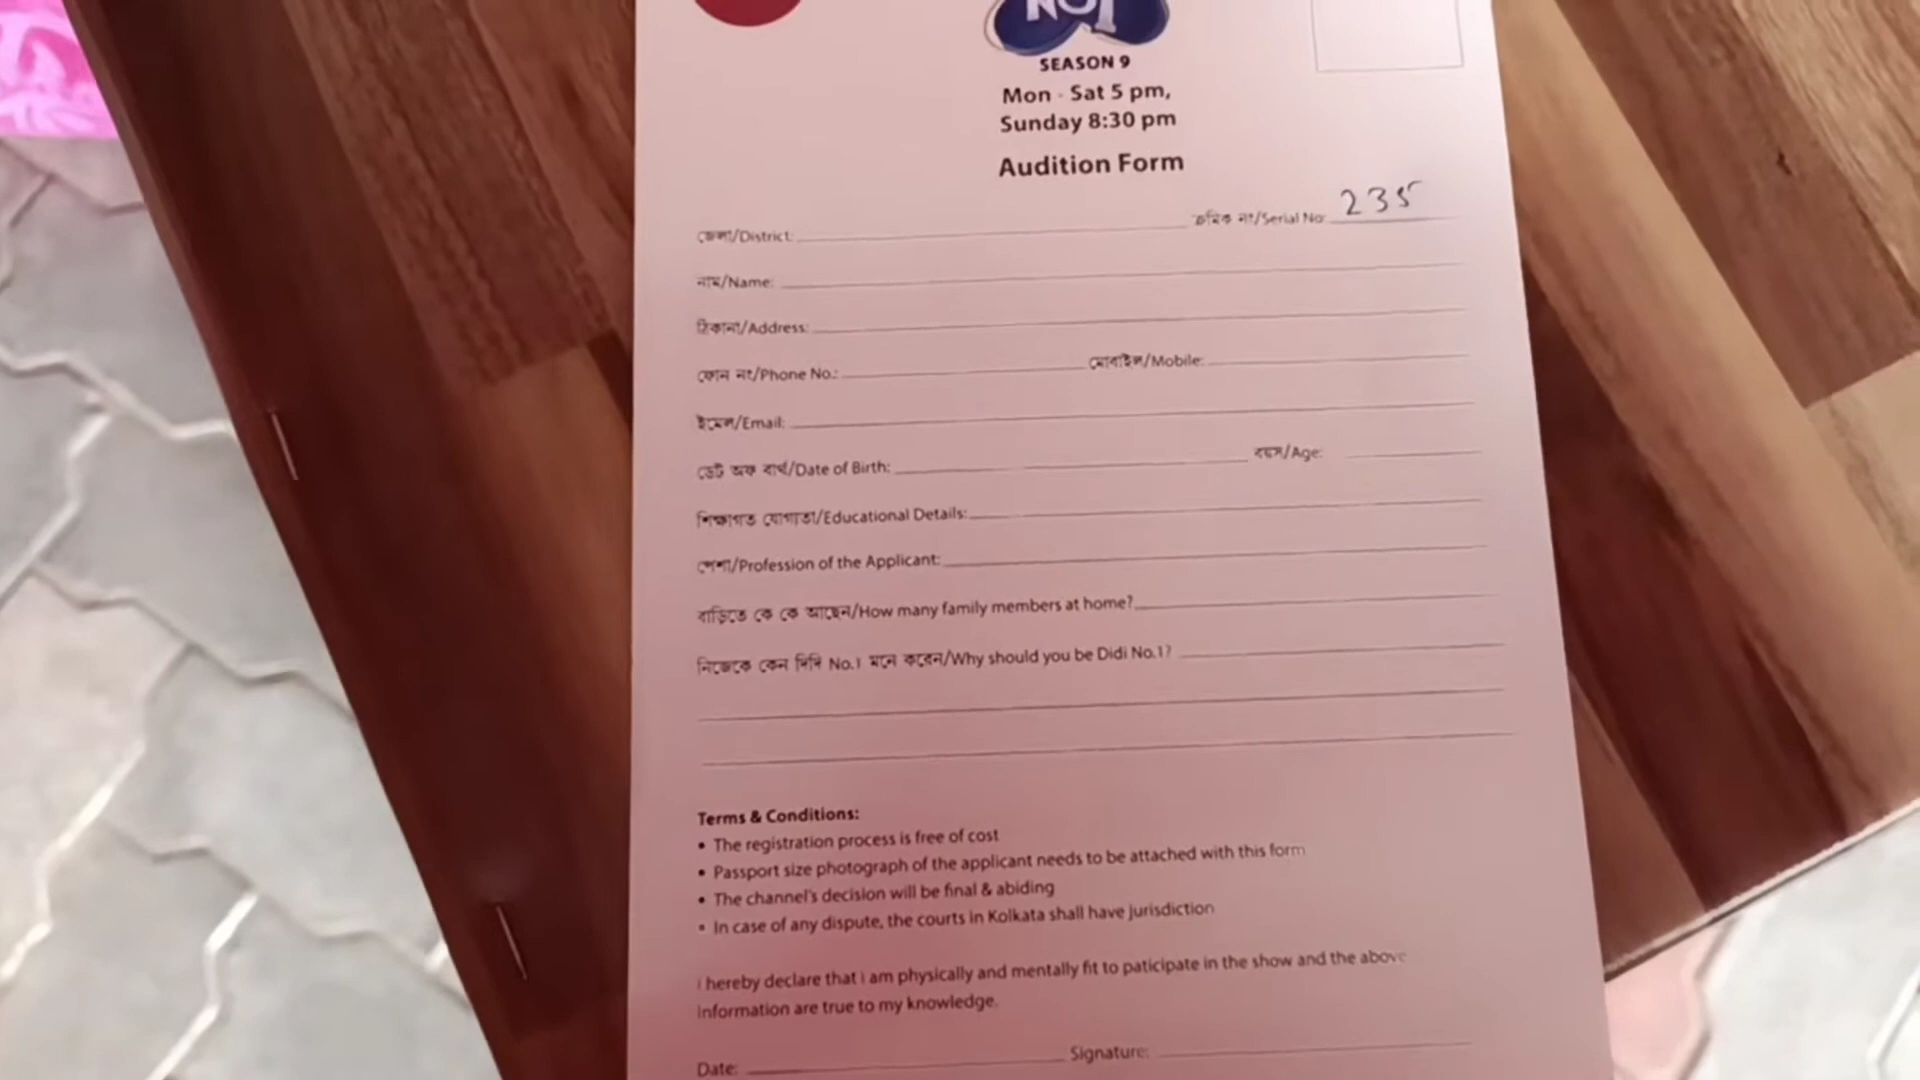 NO1
SEASON 9
Mon - Sat 5 pm,
Sunday 8:30 pm
Audition Form
জেলা/District: ক্রমিক নং/Serial No: 235
নাম/Name:
ঠিকানা/Address:
ফোন নং/Phone No.: মোবাইল/Mobile:
ইমেল/Email:
ডেট অফ বার্থ/Date of Birth: বয়স/Age:
শিক্ষাগত যোগ্যতা/Educational Details:
পেশা/Profession of the Applicant:
বাড়িতে কে কে আছেন/How many family members at home?
নিজেকে কেন দিদি No.1 মনে করেন/Why should you be Didi No.1?
Terms & Conditions:
• The registration process is free of cost
• Passport size photograph of the applicant needs to be attached with this form
• The channel's decision will be final & abiding
• In case of any dispute, the courts in Kolkata shall have jurisdiction
I hereby declare that i am physically and mentally fit to paticipate in the show and the above
information are true to my knowledge.
Date: Signature: